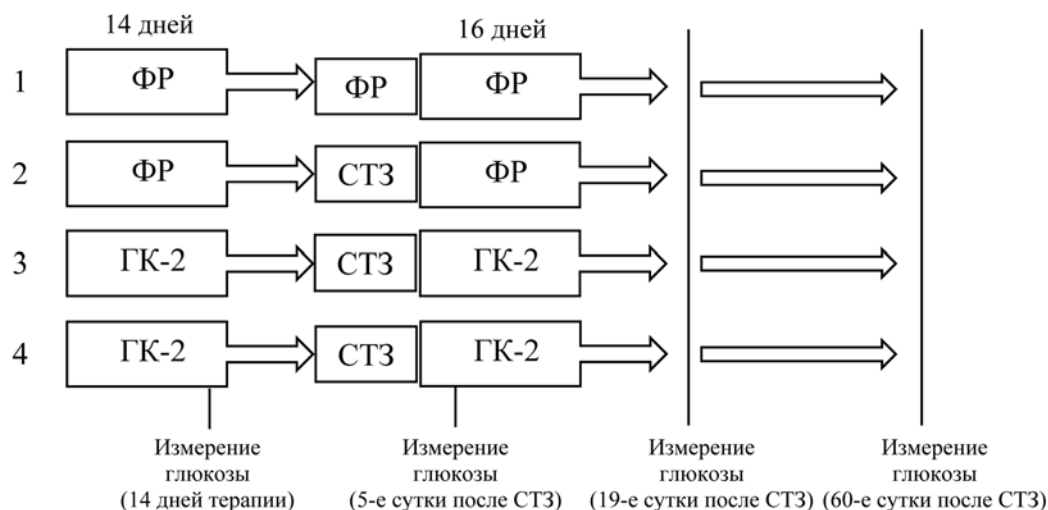 14 дней
16 дней
1
ФР
ФР
ФР
2
ФР
СТЗ
ФР
3
ГК-2
СТЗ
ГК-2
4
ГК-2
СТЗ
ГК-2
Измерение
глюкозы
(14 дней терапии)
Измерение
глюкозы
(5-е сутки после СТЗ)
Измерение
глюкозы
(19-е сутки после СТЗ)
Измерение
глюкозы
(60-е сутки после СТЗ)